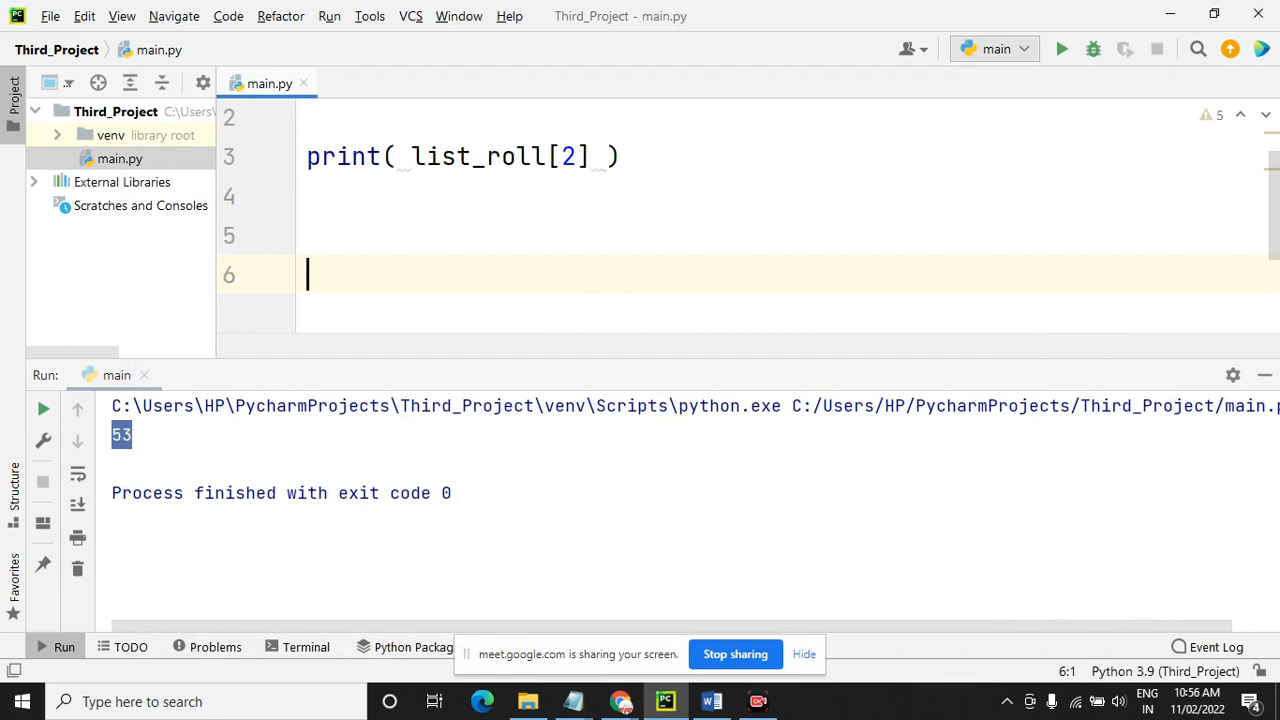 PC File Edit View Navigate Code Refactor Run Tools VCS Window Help Third_Project - main.py
Third_Project main.py main
Project
main.py
Third_Project C:\Users\
venv library root
main.py
External Libraries
Scratches and Consoles
2
3 print( list_roll[2] )
4
5
6
5
Run: main
C:\Users\HP\PycharmProjects\Third_Project\venv\Scripts\python.exe C:/Users/HP/PycharmProjects/Third_Project/main.p
53
Process finished with exit code 0
Structure
Favorites
Run TODO Problems Terminal Python Packag Event Log
meet.google.com is sharing your screen. Stop sharing Hide
6:1 Python 3.9 (Third_Project)
Type here to search
PC
W
ENG
IN
10:56 AM
11/02/2022
4